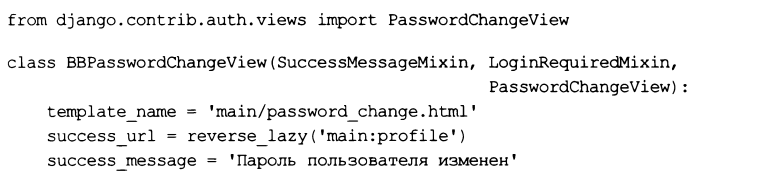 from django.contrib.auth.views import PasswordChangeView
class BBPasswordChangeView(SuccessMessageMixin, LoginRequiredMixin,
PasswordChangeView):
template_name = 'main/password_change.html'
success_url = reverse_lazy('main:profile')
success_message = 'Пароль пользователя изменен'